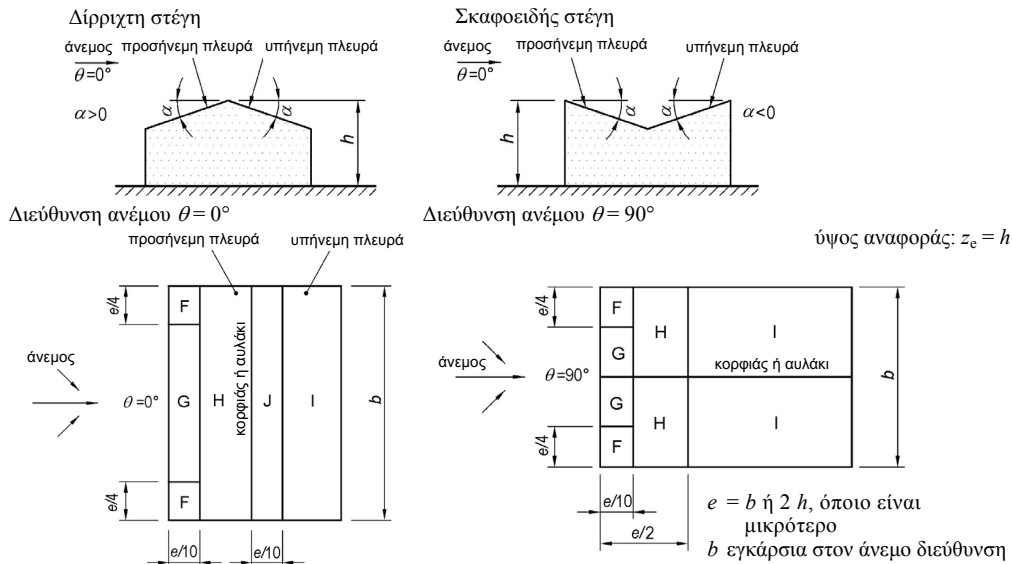 Δίρριχτη στέγη
άνεμος προσήνεμη πλευρά υπήνεμη πλευρά
θ=0°
α>0
α
α
h
Σκαφοειδής στέγη
άνεμος προσήνεμη πλευρά υπήνεμη πλευρά
θ=0°
α<0
α
α
h
Διεύθυνση ανέμου θ = 0°
προσήνεμη πλευρά υπήνεμη πλευρά
e/4
F
άνεμος
θ=0°
G H κορφιάς ή αυλάκι J I
b
e/4
F
e/10 e/10
Διεύθυνση ανέμου θ = 90°
ύψος αναφοράς: ze = h
e/4
F
H I
G
άνεμος
κορφιάς ή αυλάκι
θ=90°
b
G
H I
e/4
F
e/10
e/2
e = b ή 2 h, όποιο είναι
μικρότερο
b εγκάρσια στον άνεμο διεύθυνση